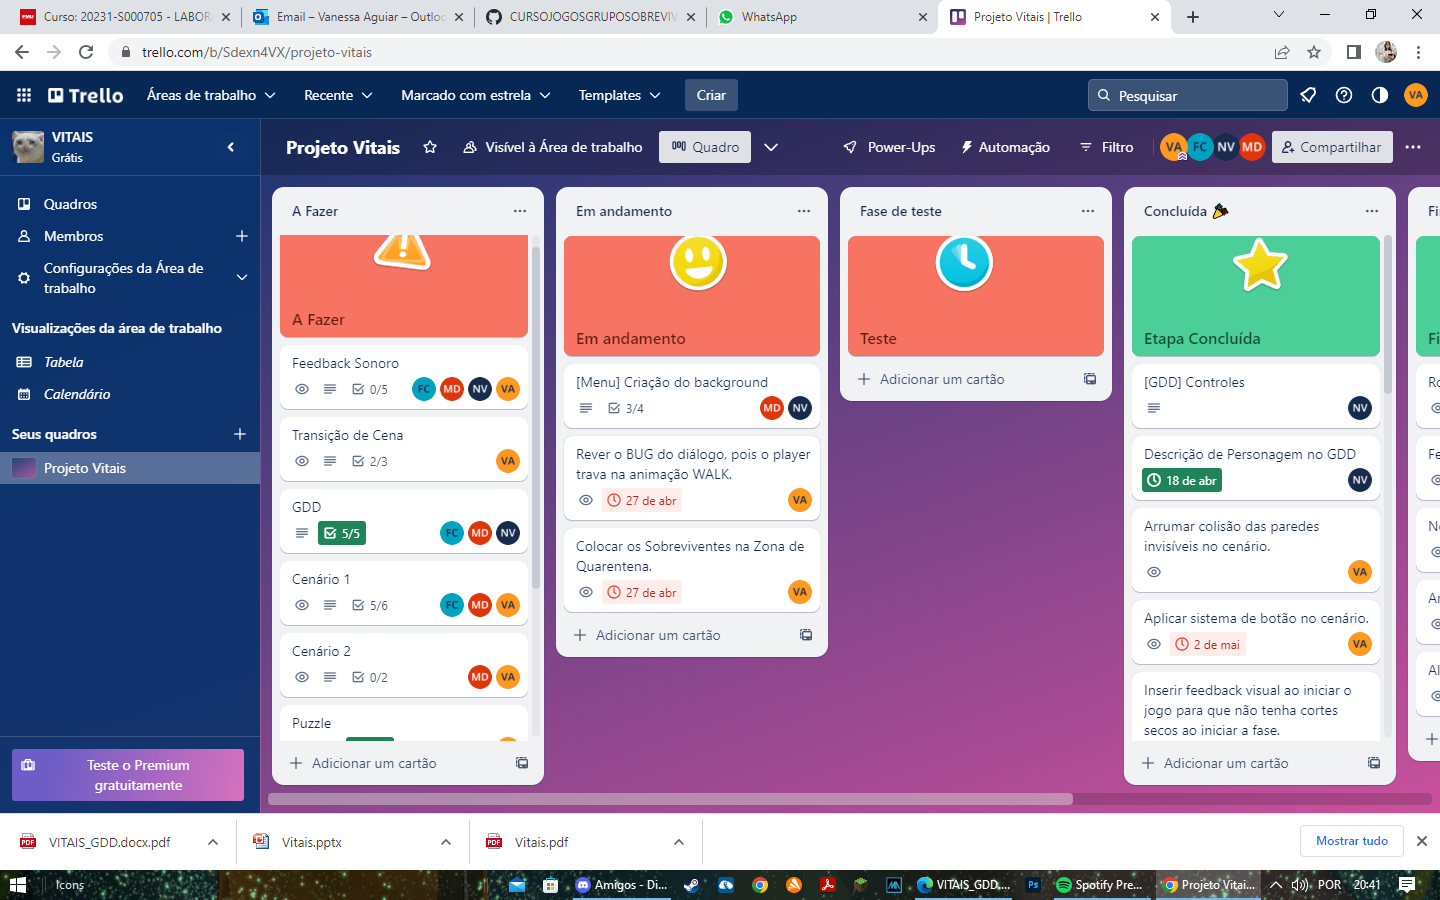 Curso: 20231-S000705 - LABOR
Email – Vanessa Aguiar – Outloo
CURSOJOGOSGRUPOSOBREVIV
WhatsApp
Projeto Vitais | Trello
trello.com/b/Sdexn4VX/projeto-vitais
Trello
Áreas de trabalho
Recente
Marcado com estrela
Templates
Criar
Pesquisar
VA
VITAIS
Grátis
Projeto Vitais
Visível à Área de trabalho
Quadro
Power-Ups
Automação
Filtro
VA
FC
NV
MD
Compartilhar
Quadros
Membros
Configurações da Área de
trabalho
Visualizações da área de trabalho
Tabela
Calendário
Seus quadros
Projeto Vitais
Teste o Premium
gratuitamente
A Fazer
A Fazer
Feedback Sonoro
0/5
FC
MD
NV
VA
Transição de Cena
2/3
VA
GDD
5/5
FC
MD
NV
Cenário 1
5/6
FC
MD
VA
Cenário 2
0/2
MD
VA
Puzzle
Adicionar um cartão
Em andamento
Em andamento
[Menu] Criação do background
3/4
MD
NV
Rever o BUG do diálogo, pois o player
trava na animação WALK.
27 de abr
VA
Colocar os Sobreviventes na Zona de
Quarentena.
27 de abr
VA
Adicionar um cartão
Fase de teste
Teste
Adicionar um cartão
Concluída
Etapa Concluída
[GDD] Controles
NV
Descrição de Personagem no GDD
18 de abr
NV
Arrumar colisão das paredes
invisíveis no cenário.
VA
Aplicar sistema de botão no cenário.
2 de mai
VA
Inserir feedback visual ao iniciar o
jogo para que não tenha cortes
secos ao iniciar a fase.
Adicionar um cartão
Fi
Fi
Ro
Fe
No
Ar
Al
VITAIS_GDD.docx.pdf
Vitais.pptx
Vitais.pdf
Mostrar tudo
Icons
Amigos - Di...
VITAIS_GDD....
Spotify Pre...
Projeto Vitai...
POR
20:41